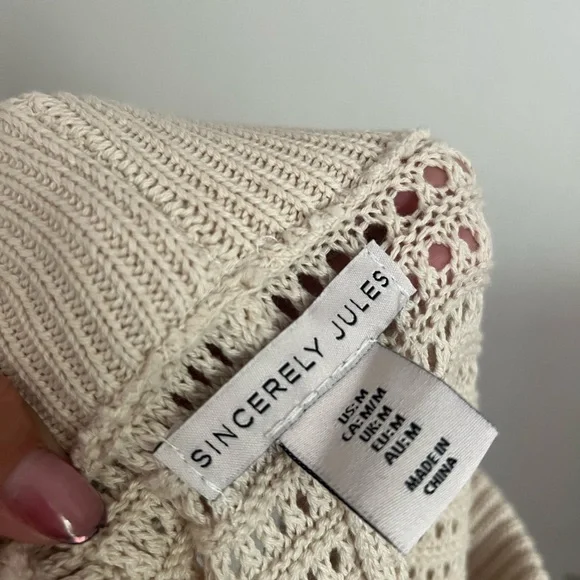 SINCERELY JULES
US: M
CA: M/M
UK: M
EU: M
AU: M
MADE IN
CHINA